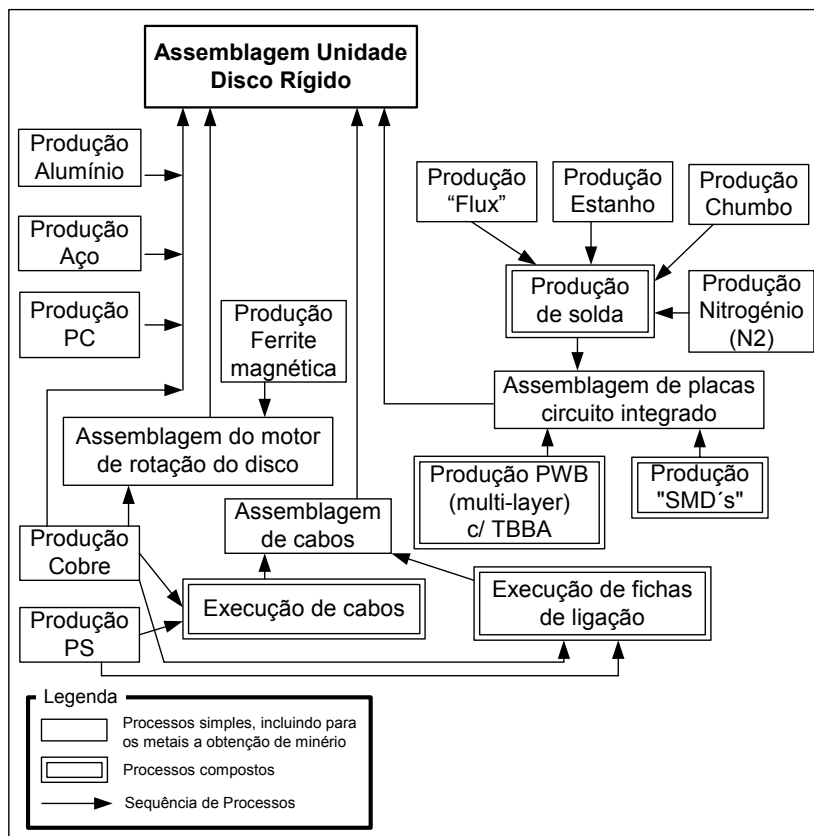 Assemblagem Unidade
Disco Rígido
Produção
Alumínio
Produção
“Flux”
Produção
Estanho
Produção
Chumbo
Produção
Aço
Produção
de solda
Produção
Nitrogénio
(N2)
Produção
PC
Produção
Ferrite
magnética
Assemblagem de placas
circuito integrado
Assemblagem do motor
de rotação do disco
Produção PWB
(multi-layer)
c/ TBBA
Produção
"SMD´s"
Assemblagem
de cabos
Produção
Cobre
Execução de cabos
Execução de fichas
de ligação
Produção
PS
Legenda
Processos simples, incluindo para
os metais a obtenção de minério
Processos compostos
Sequência de Processos